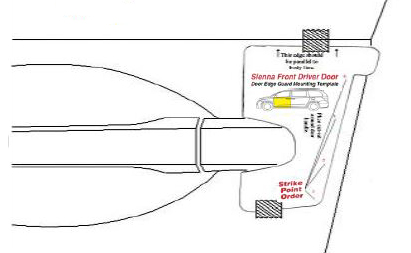 This edge should
be parallel to
body line.
Sienna Front Driver Door
Door Edge Guard Mounting Template
Strike
Point
Order